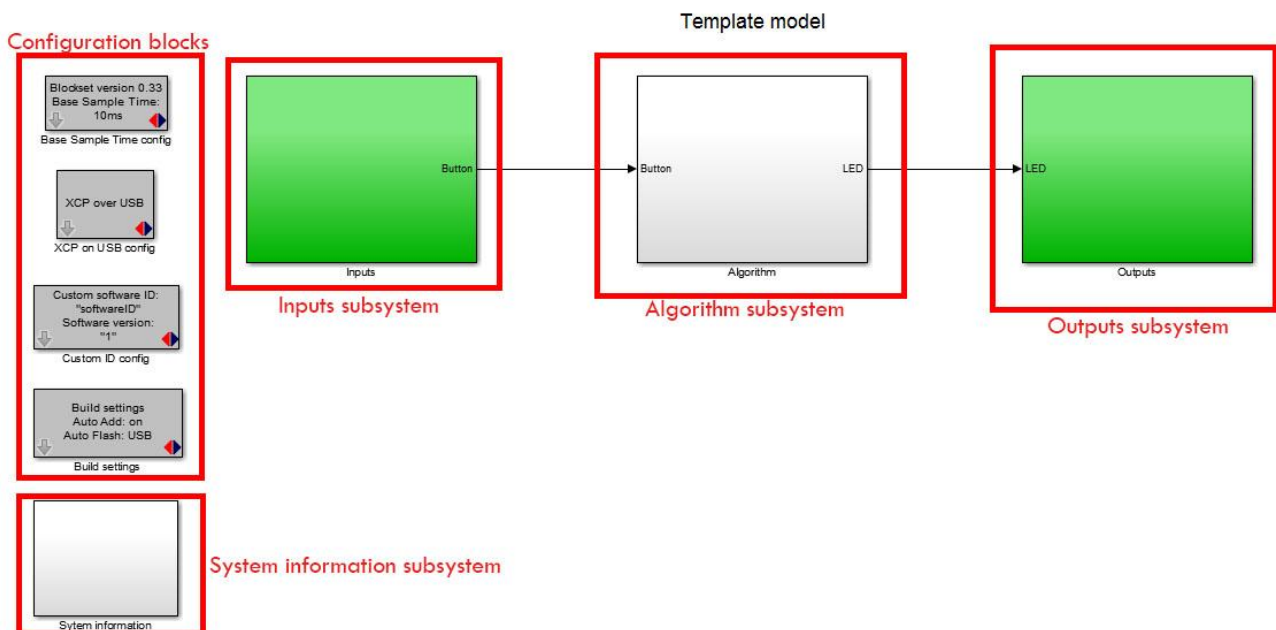 Template model
Configuration blocks
Blockset version 0.33
Base Sample Time:
10ms
Base Sample Time config
XCP over USB
XCP on USB config
Custom software ID:
"softwareID"
Software version:
"1"
Custom ID config
Build settings
Auto Add: on
Auto Flash: USB
Build settings
Button
Inputs
Inputs subsystem
Button
LED
Algorithm
Algorithm subsystem
LED
Outputs
Outputs subsystem
System information subsystem
Sytem information